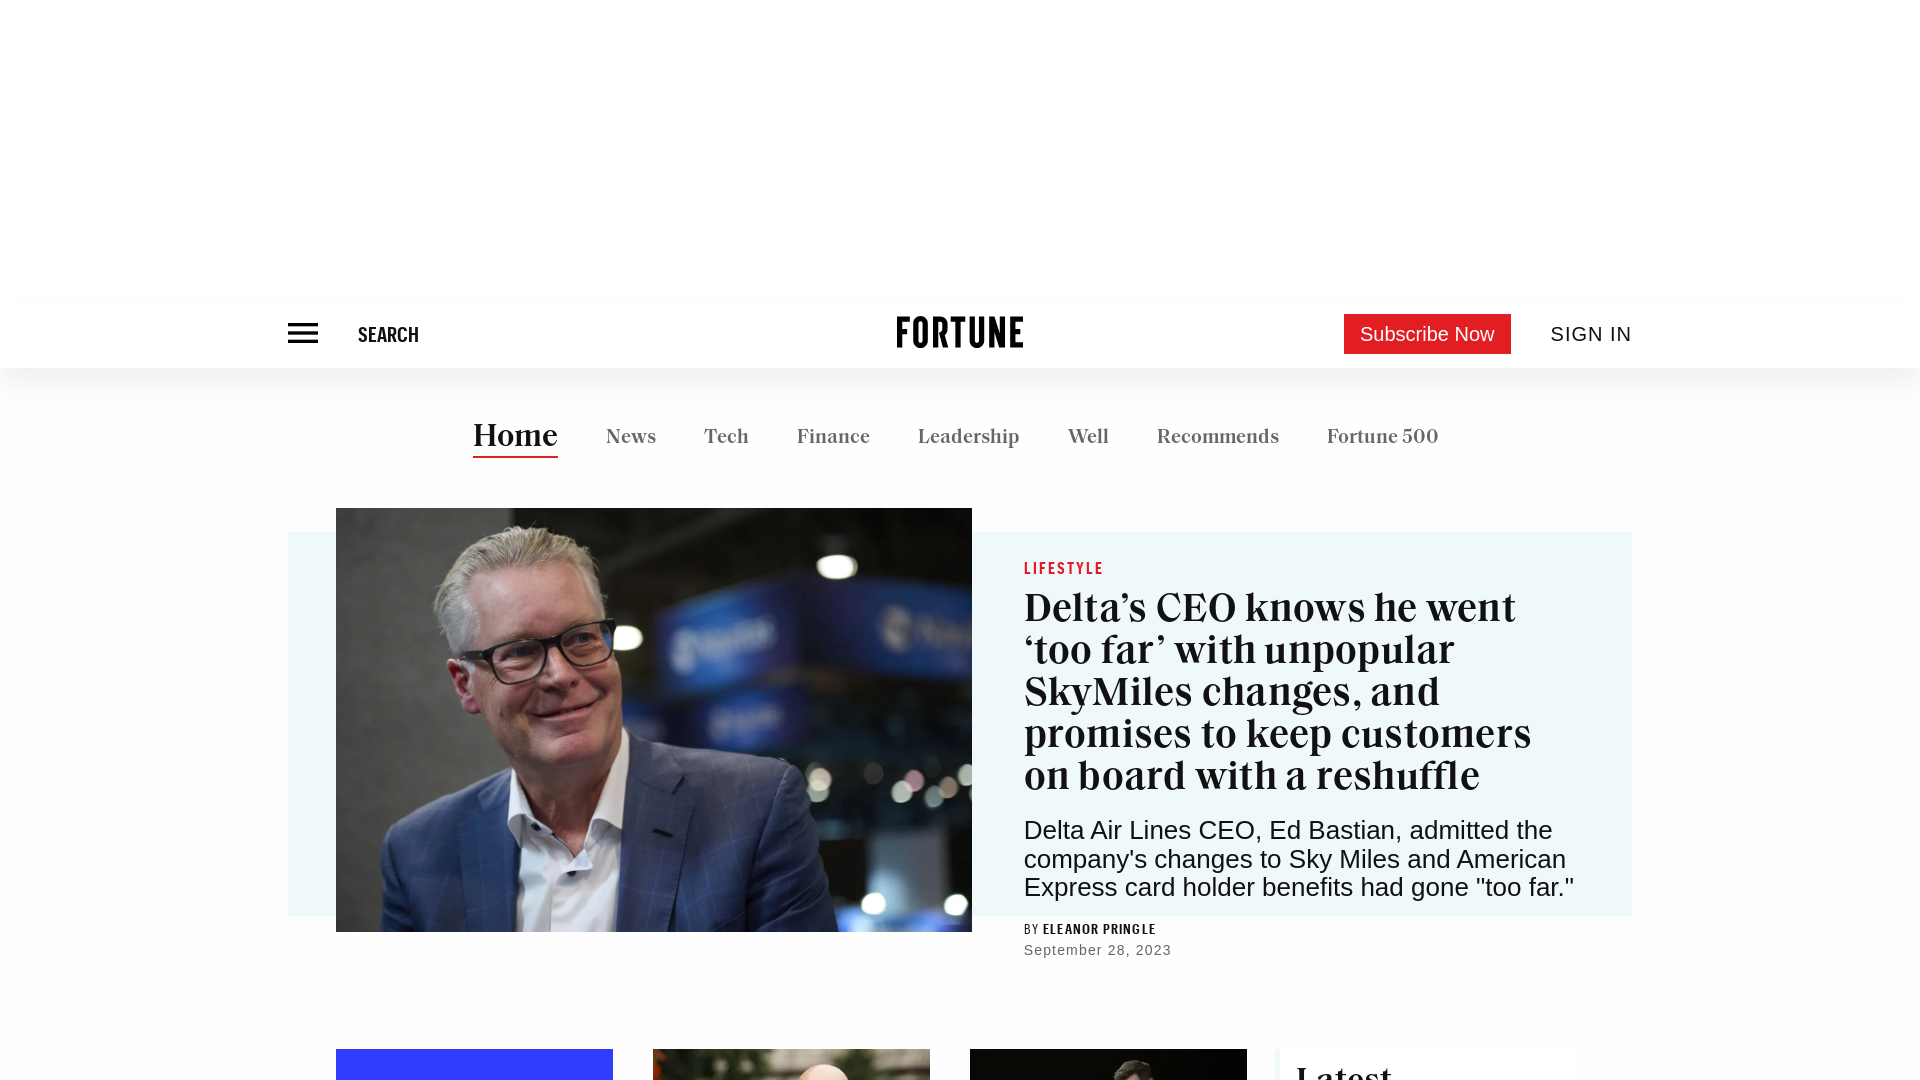 SEARCH
FORTUNE
Subscribe Now
SIGN IN
Home
News
Tech
Finance
Leadership
Well
Recommends
Fortune 500
LIFESTYLE
Delta’s CEO knows he went
‘too far’ with unpopular
SkyMiles changes, and
promises to keep customers
on board with a reshuffle
Delta Air Lines CEO, Ed Bastian, admitted the
company's changes to Sky Miles and American
Express card holder benefits had gone "too far."
BY ELEANOR PRINGLE
September 28, 2023
Latest